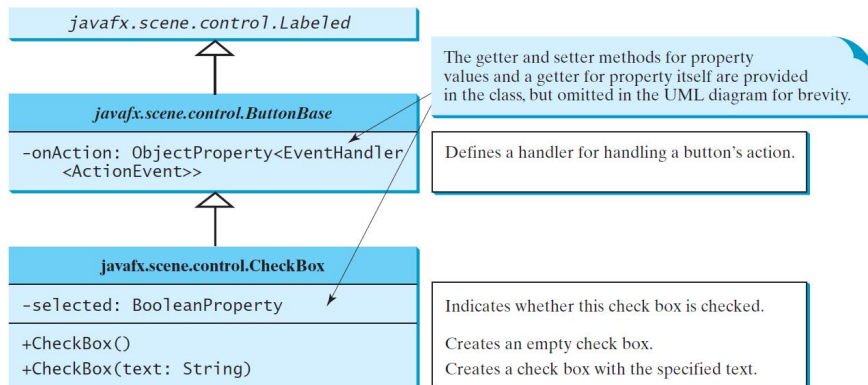 javafx.scene.control.Labeled
The getter and setter methods for property
values and a getter for property itself are provided
in the class, but omitted in the UML diagram for brevity.
javafx.scene.control.ButtonBase
-onAction: ObjectProperty<EventHandler
<ActionEvent>>
Defines a handler for handling a button's action.
javafx.scene.control.CheckBox
-selected: BooleanProperty
Indicates whether this check box is checked.
+CheckBox()
Creates an empty check box.
+CheckBox(text: String)
Creates a check box with the specified text.